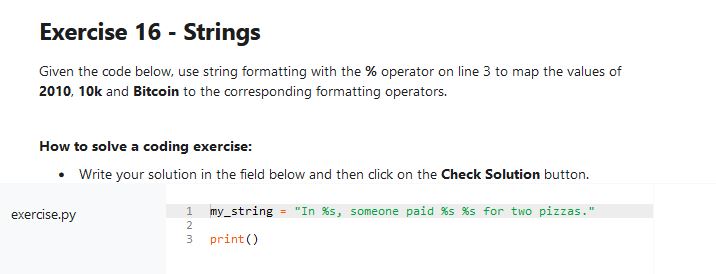 Exercise 16 - Strings
Given the code below, use string formatting with the % operator on line 3 to map the values of
2010, 10k and Bitcoin to the corresponding formatting operators.
How to solve a coding exercise:
• Write your solution in the field below and then click on the Check Solution button.
exercise.py
1 my_string = "In %s, someone paid %s %s for two pizzas."
2
3 print()